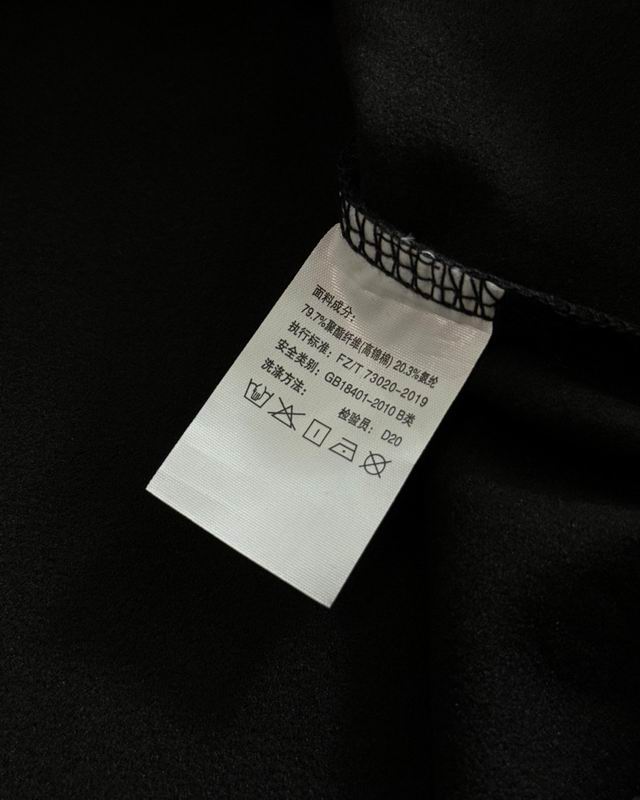 面料成分：
79.7%聚酯纤维(高棉棉) 20.3%氨纶
执行标准：FZ/T 73020-2019
安全类别：GB18401-2010 B类
洗涤方法：
检验员：D20